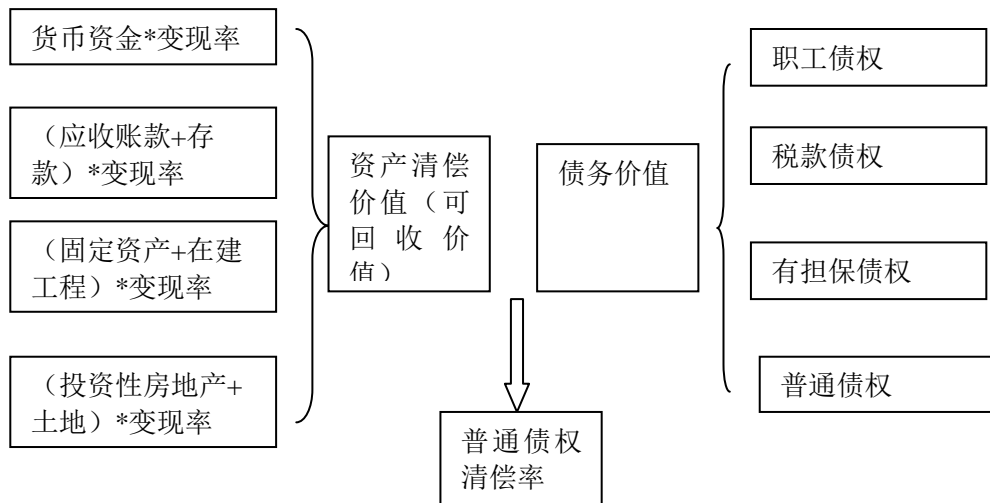 货币资金*变现率
（应收账款+存
款）*变现率
（固定资产+在建
工程）*变现率
（投资性房地产+
土地）*变现率
资产清偿
价值（可
回收价
值）
债务价值
职工债权
税款债权
有担保债权
普通债权
普通债权
清偿率